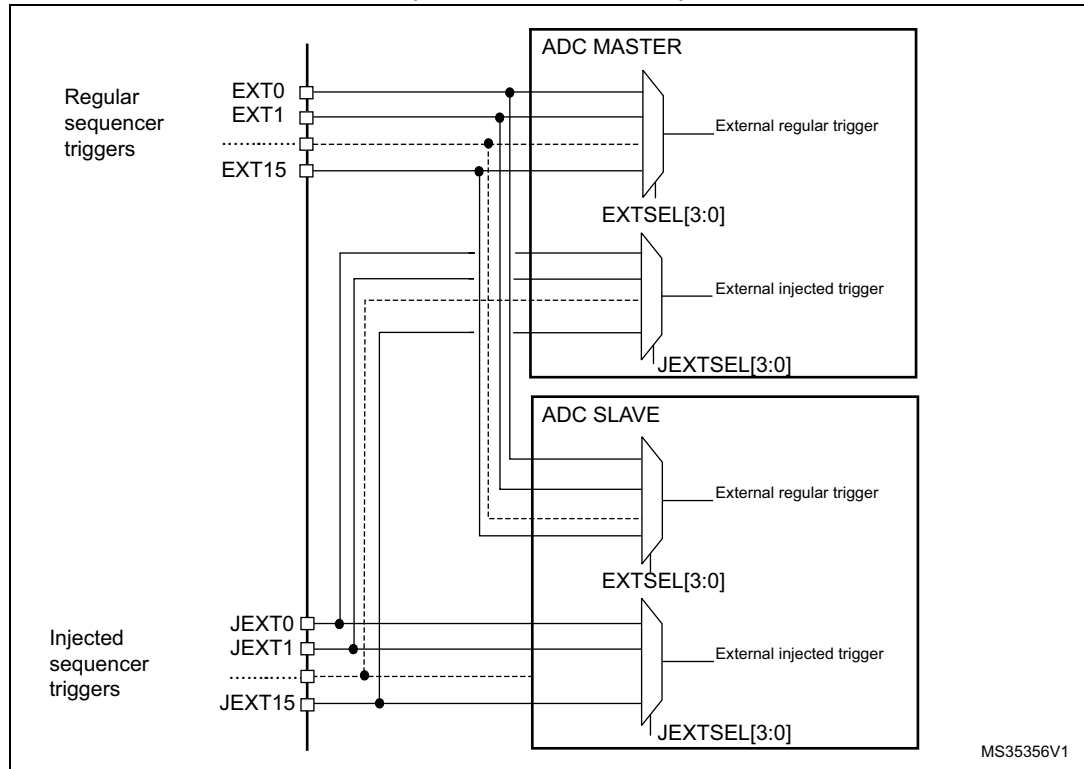 ADC MASTER
Regular
sequencer
triggers
EXT0
EXT1
...........
EXT15
External regular trigger
EXTSEL[3:0]
External injected trigger
JEXTSEL[3:0]
ADC SLAVE
External regular trigger
EXTSEL[3:0]
Injected
sequencer
triggers
JEXT0
JEXT1
...........
JEXT15
External injected trigger
JEXTSEL[3:0]
MS35356V1